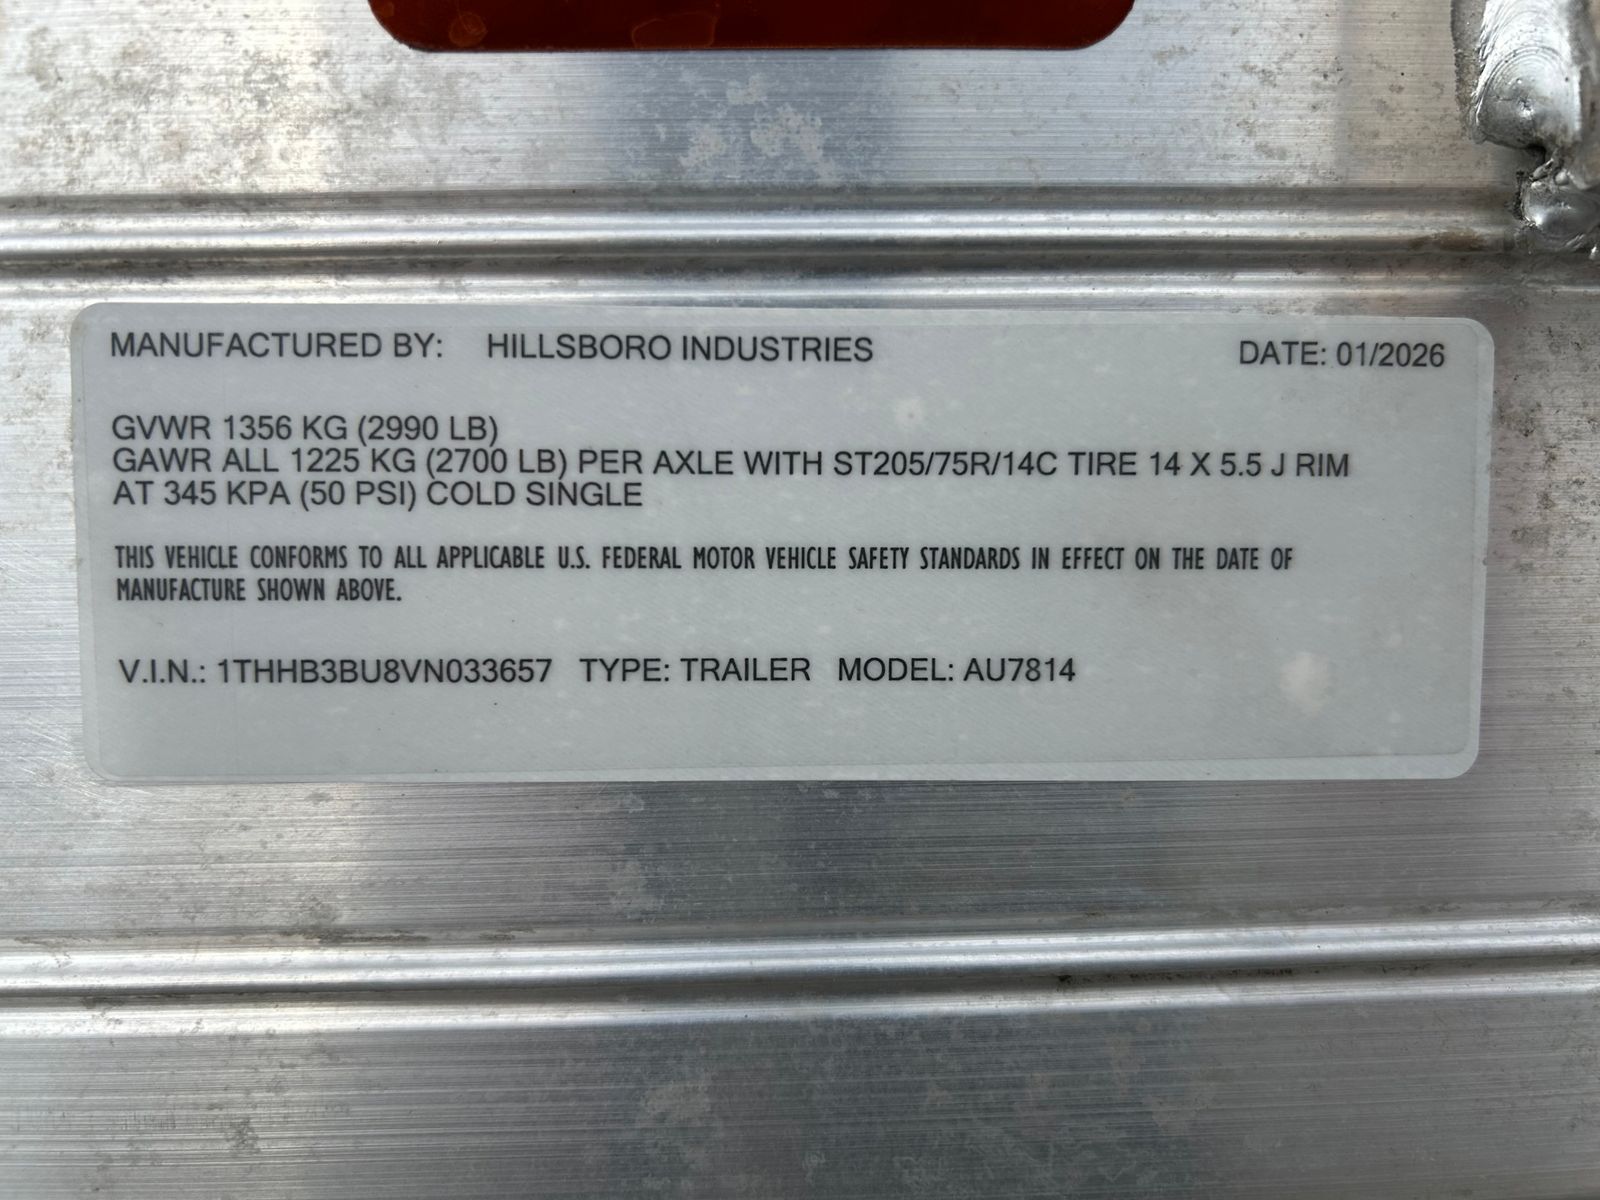 MANUFACTURED BY: HILLSBORO INDUSTRIES DATE: 01/2026
GVWR 1356 KG (2990 LB)
GAWR ALL 1225 KG (2700 LB) PER AXLE WITH ST205/75R/14C TIRE 14 X 5.5 J RIM
AT 345 KPA (50 PSI) COLD SINGLE
THIS VEHICLE CONFORMS TO ALL APPLICABLE U.S. FEDERAL MOTOR VEHICLE SAFETY STANDARDS IN EFFECT ON THE DATE OF
MANUFACTURE SHOWN ABOVE.
V.I.N.: 1THHB3BU8VN033657 TYPE: TRAILER MODEL: AU7814